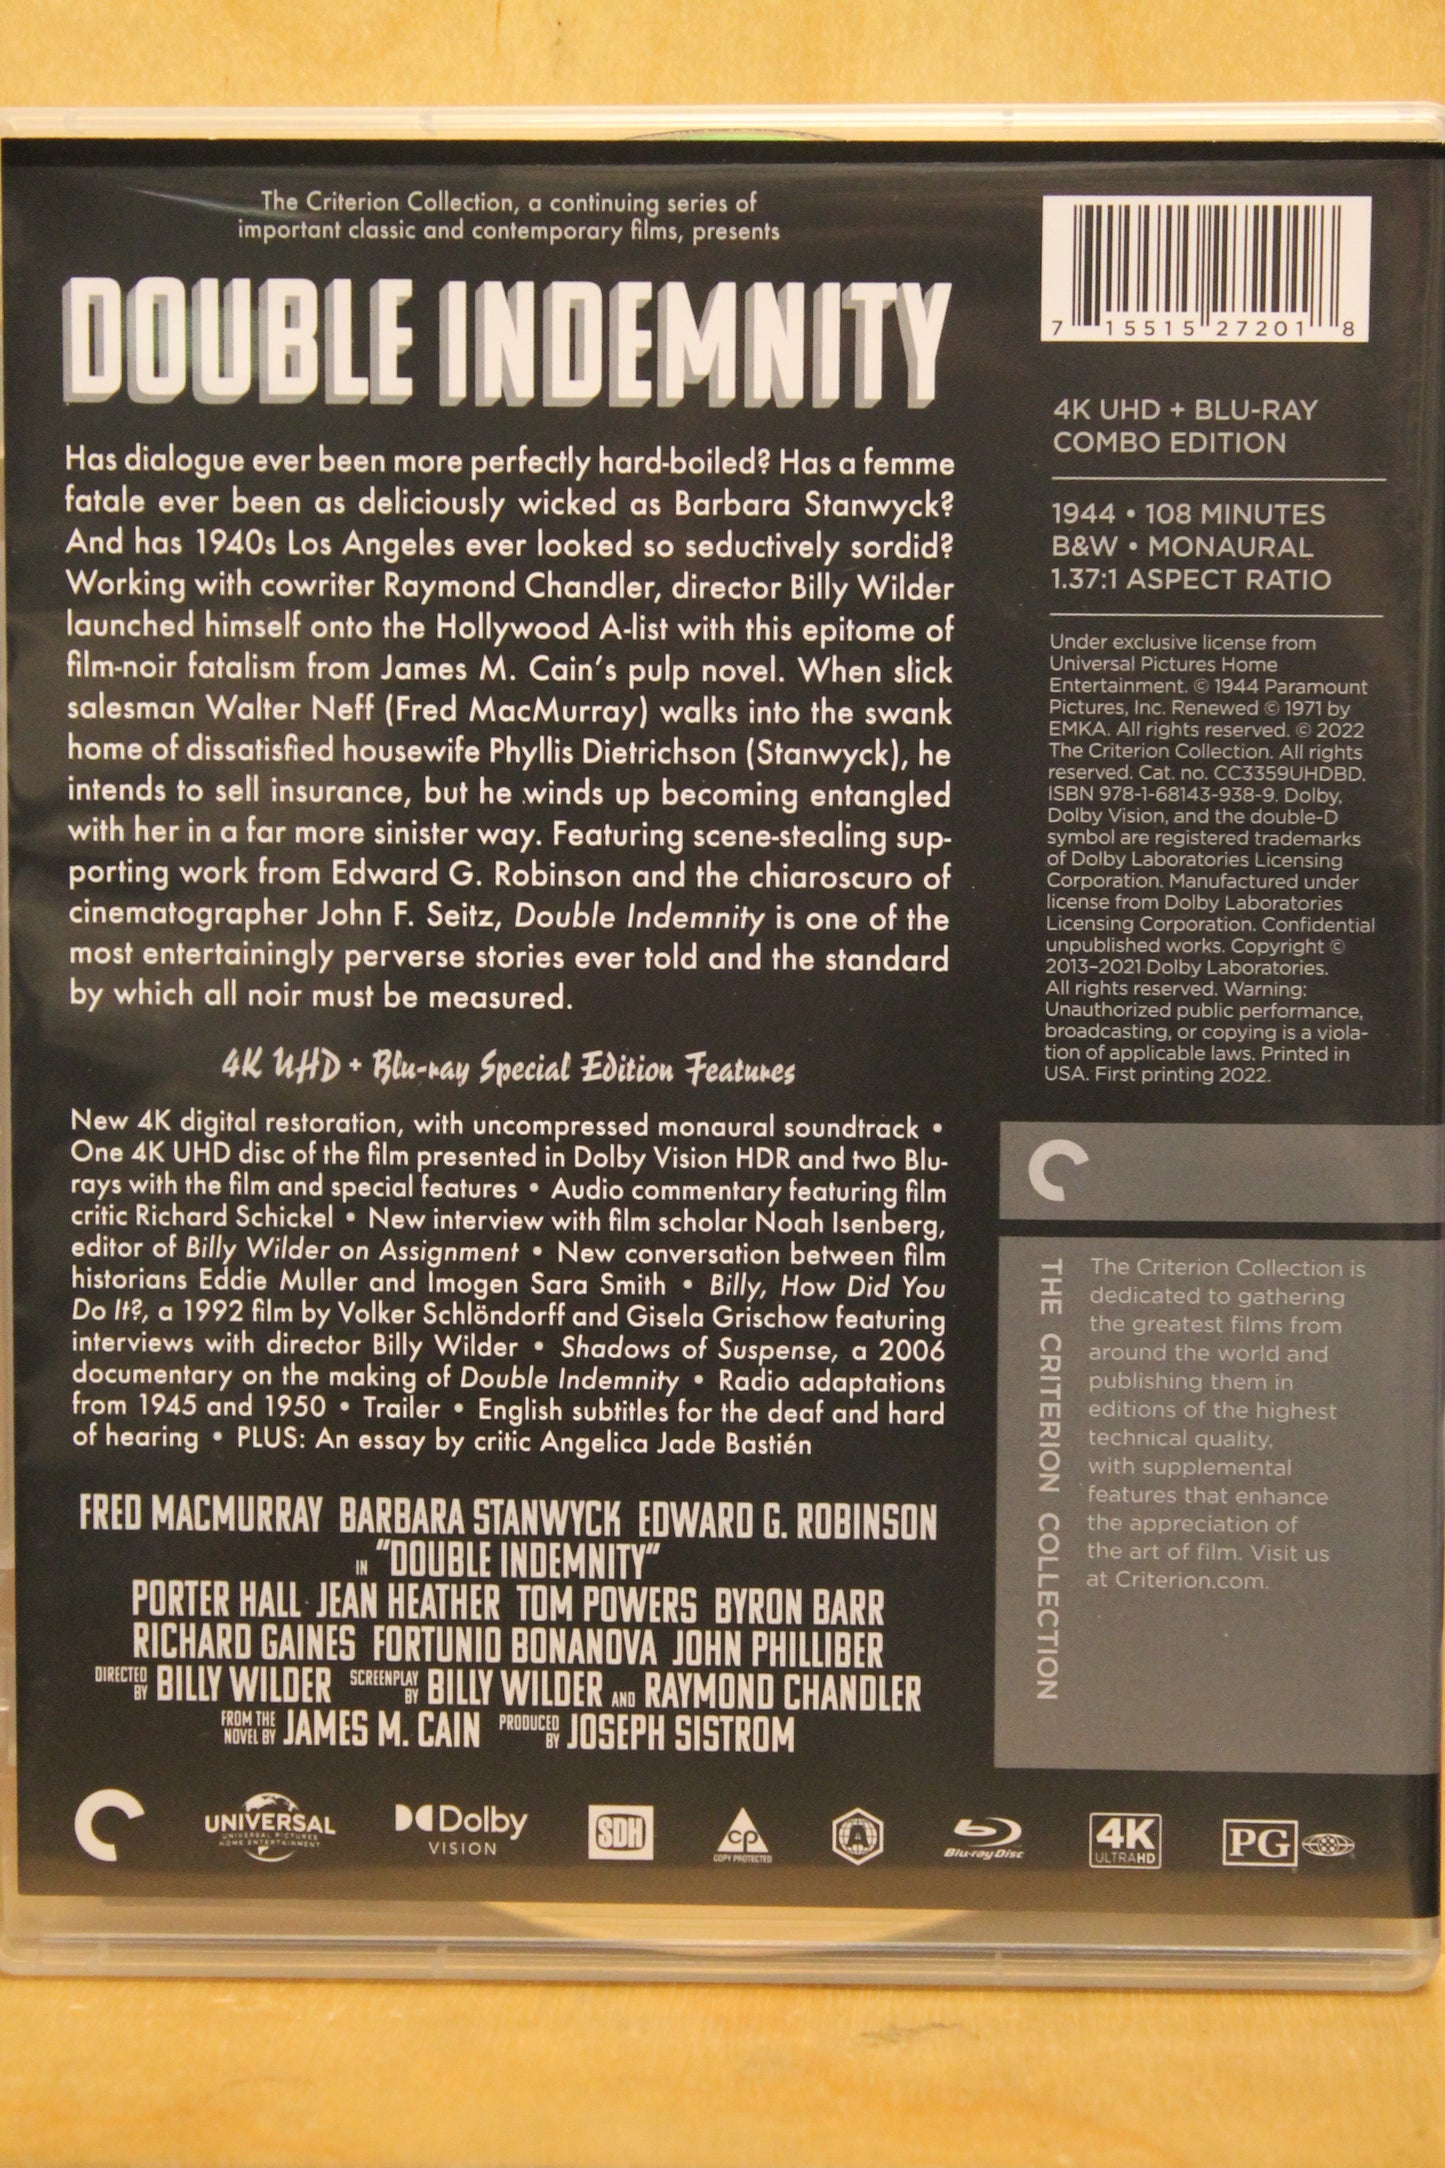 The Criterion Collection, a continuing series of
important classic and contemporary films, presents
DOUBLE INDEMNITY
Has dialogue ever been more perfectly hard-boiled? Has a femme
fatale ever been as deliciously wicked as Barbara Stanwyck?
And has 1940s Los Angeles ever looked so seductively sordid?
Working with cowriter Raymond Chandler, director Billy Wilder
launched himself onto the Hollywood A-list with this epitome of
film-noir fatalism from James M. Cain's pulp novel. When slick
salesman Walter Neff (Fred MacMurray) walks into the swank
home of dissatisfied housewife Phyllis Dietrichson (Stanwyck), he
intends to sell insurance, but he winds up becoming entangled
with her in a far more sinister way. Featuring scene-stealing sup-
porting work from Edward G. Robinson and the chiaroscuro of
cinematographer John F. Seitz, Double Indemnity is one of the
most entertainingly perverse stories ever told and the standard
by which all noir must be measured.
4K UHD + Blu-ray Special Edition Features
New 4K digital restoration, with uncompressed monaural soundtrack •
One 4K UHD disc of the film presented in Dolby Vision HDR and two Blu-
rays with the film and special features • Audio commentary featuring film
critic Richard Schickel • New interview with film scholar Noah Isenberg,
editor of Billy Wilder on Assignment • New conversation between film
historians Eddie Muller and Imogen Sara Smith • Billy, How Did You
Do It?, a 1992 film by Volker Schlöndorff and Gisela Grischow featuring
interviews with director Billy Wilder • Shadows of Suspense, a 2006
documentary on the making of Double Indemnity • Radio adaptations
from 1945 and 1950 • Trailer • English subtitles for the deaf and hard
of hearing • PLUS: An essay by critic Angelica Jade Bastién
FRED MACMURRAY BARBARA STANWYCK EDWARD G. ROBINSON
IN "DOUBLE INDEMNITY"
PORTER HALL JEAN HEATHER TOM POWERS BYRON BARR
RICHARD GAINES FORTUNIO BONANOVA JOHN PHILLIBER
DIRECTED BY BILLY WILDER SCREENPLAY BY BILLY WILDER AND RAYMOND CHANDLER
FROM THE NOVEL BY JAMES M. CAIN PRODUCED BY JOSEPH SISTROM
7 15515 27201 8
4K UHD + BLU-RAY
COMBO EDITION
1944 • 108 MINUTES
B&W • MONAURAL
1.37:1 ASPECT RATIO
Under exclusive license from
Universal Pictures Home
Entertainment. © 1944 Paramount
Pictures, Inc. Renewed © 1971 by
EMKA. All rights reserved. © 2022
The Criterion Collection. All rights
reserved. Cat. no. CC3359UHDBD.
ISBN 978-1-68143-938-9. Dolby,
Dolby Vision, and the double-D
symbol are registered trademarks
of Dolby Laboratories Licensing
Corporation. Manufactured under
license from Dolby Laboratories
Licensing Corporation. Confidential
unpublished works. Copyright ©
2013–2021 Dolby Laboratories.
All rights reserved. Warning:
Unauthorized public performance,
broadcasting, or copying is a viola-
tion of applicable laws. Printed in
USA. First printing 2022.
THE CRITERION COLLECTION
The Criterion Collection is
dedicated to gathering
the greatest films from
around the world and
publishing them in
editions of the highest
technical quality,
with supplemental
features that enhance
the appreciation of
the art of film. Visit us
at Criterion.com.
UNIVERSAL
UNIVERSAL PICTURES
HOME ENTERTAINMENT
Dolby
VISION
SDH
CP
COPY PROTECTED
A
Blu-ray Disc
4K
ULTRA HD
PG